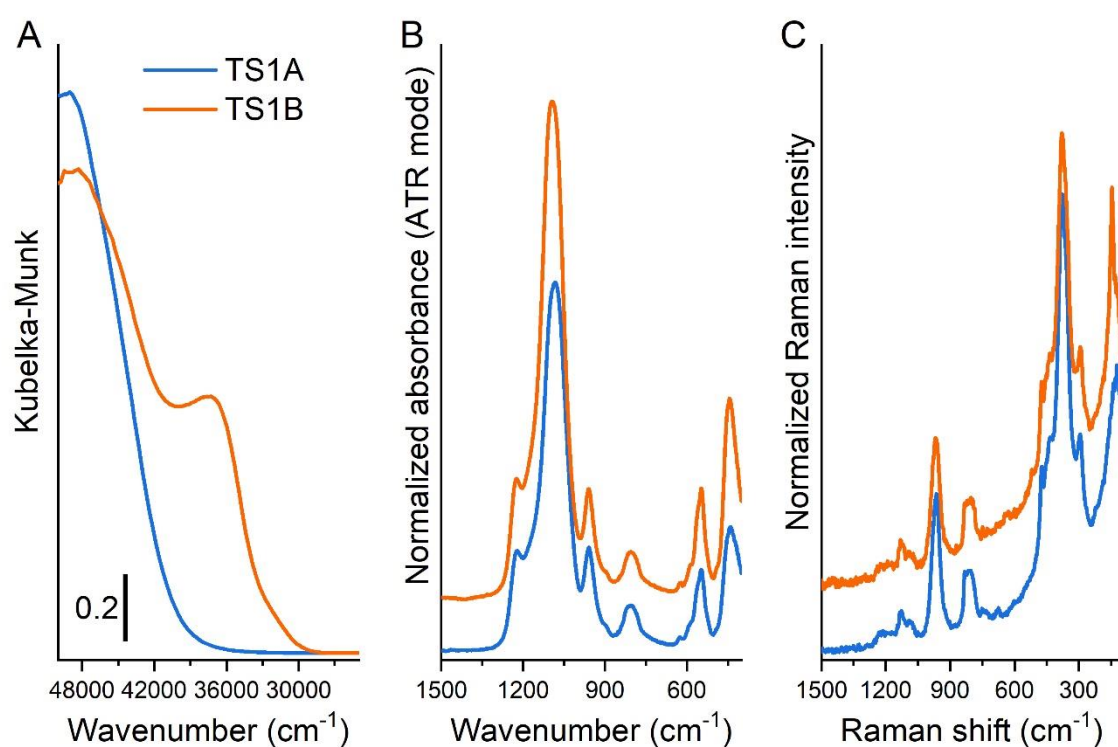 A
TS1A
TS1B
Kubelka-Munk
0.2
48000 42000 36000 30000
Wavenumber (cm⁻¹)
B
Normalized absorbance (ATR mode)
1500 1200 900 600
Wavenumber (cm⁻¹)
C
Normalized Raman intensity
1500 1200 900 600 300
Raman shift (cm⁻¹)